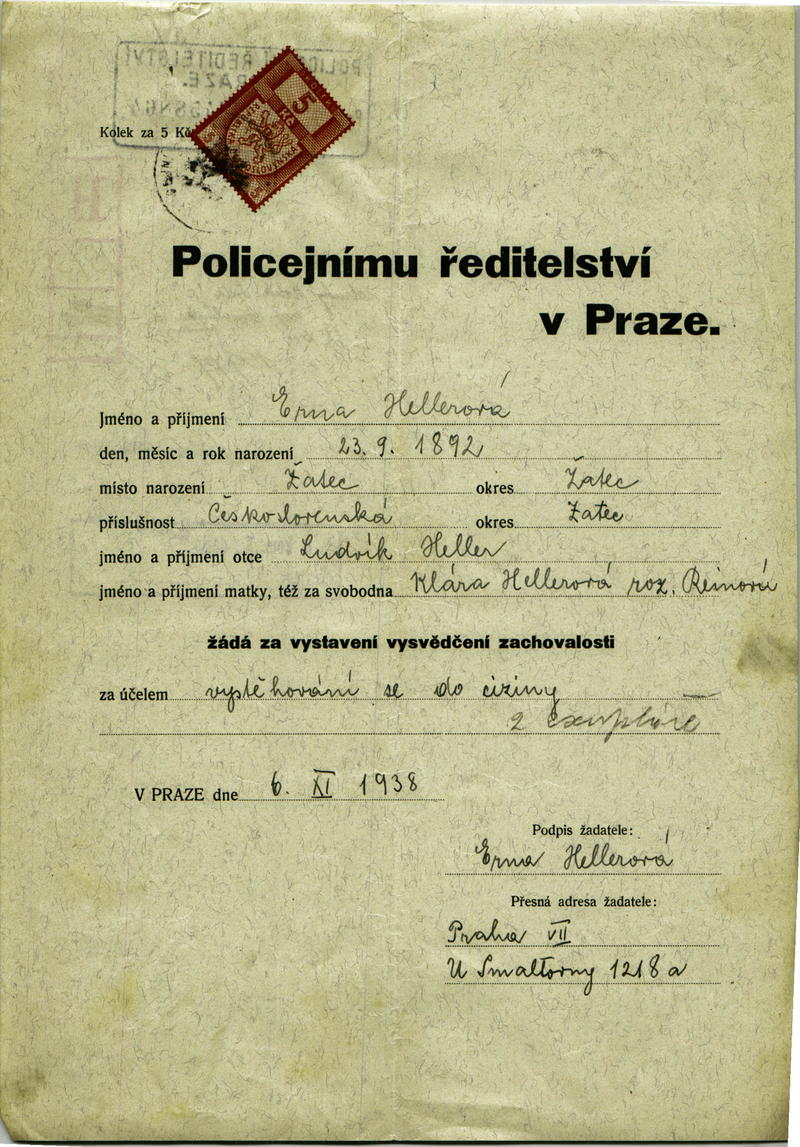 Kolek za 5 Kč
5
Kč
Policejnímu ředitelství
v Praze.
Jméno a příjmení Erna Hellerová
den, měsíc a rok narození 23. 9. 1892
místo narození Žatec okres Žatec
příslušnost Československá okres Žatec
jméno a příjmení otce Ludvík Heller
jméno a příjmení matky, též za svobodna Klára Hellerová roz. Reinová
žádá za vystavení vysvědčení zachovalosti
za účelem vystěhování se do ciziny
2 exempláře
V PRAZE dne 6. XI 1938
Podpis žadatele:
Erna Hellerová
Přesná adresa žadatele:
Praha VII
U Smaltovny 1218 a